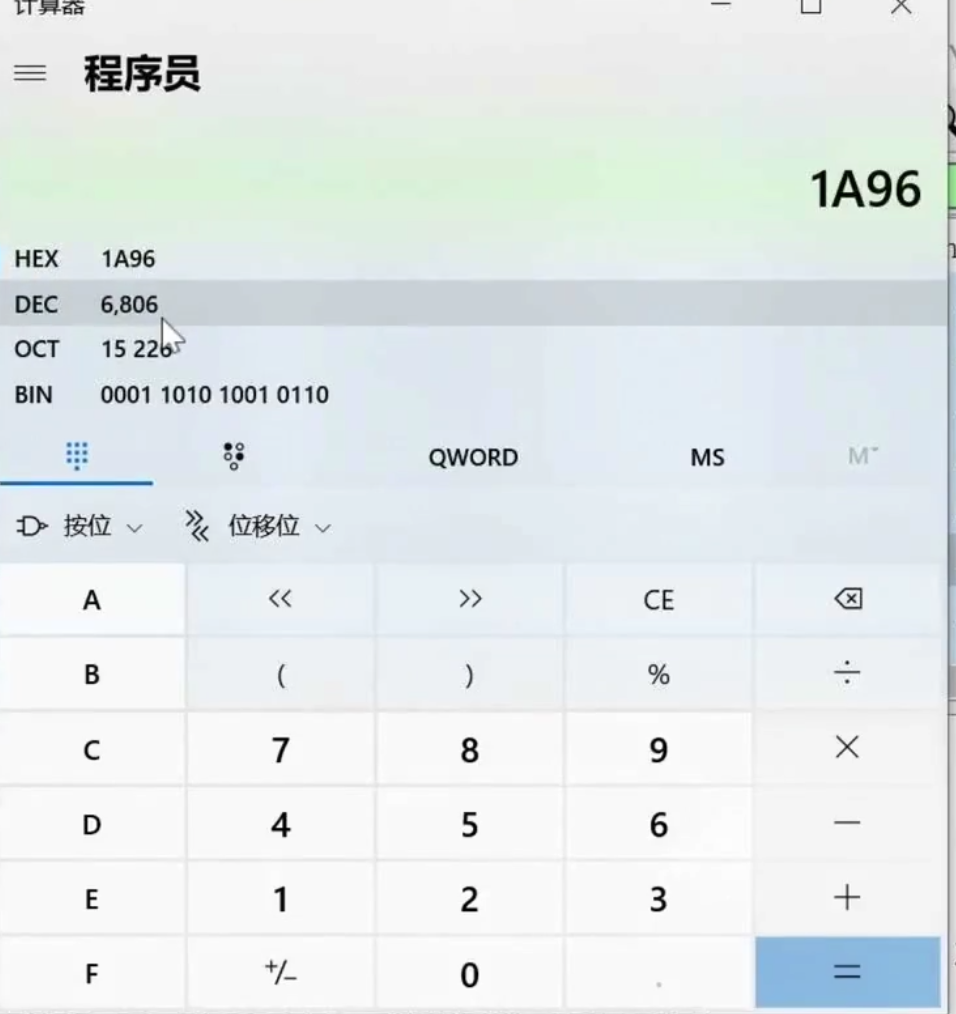 计算器
程序员
1A96
HEX 1A96
DEC 6,806
OCT 15 226
BIN 0001 1010 1001 0110
QWORD MS M˅
按位 位移位
A << >> CE
B ( ) % ÷
C 7 8 9 ×
D 4 5 6 −
E 1 2 3 +
F +/− 0 . =